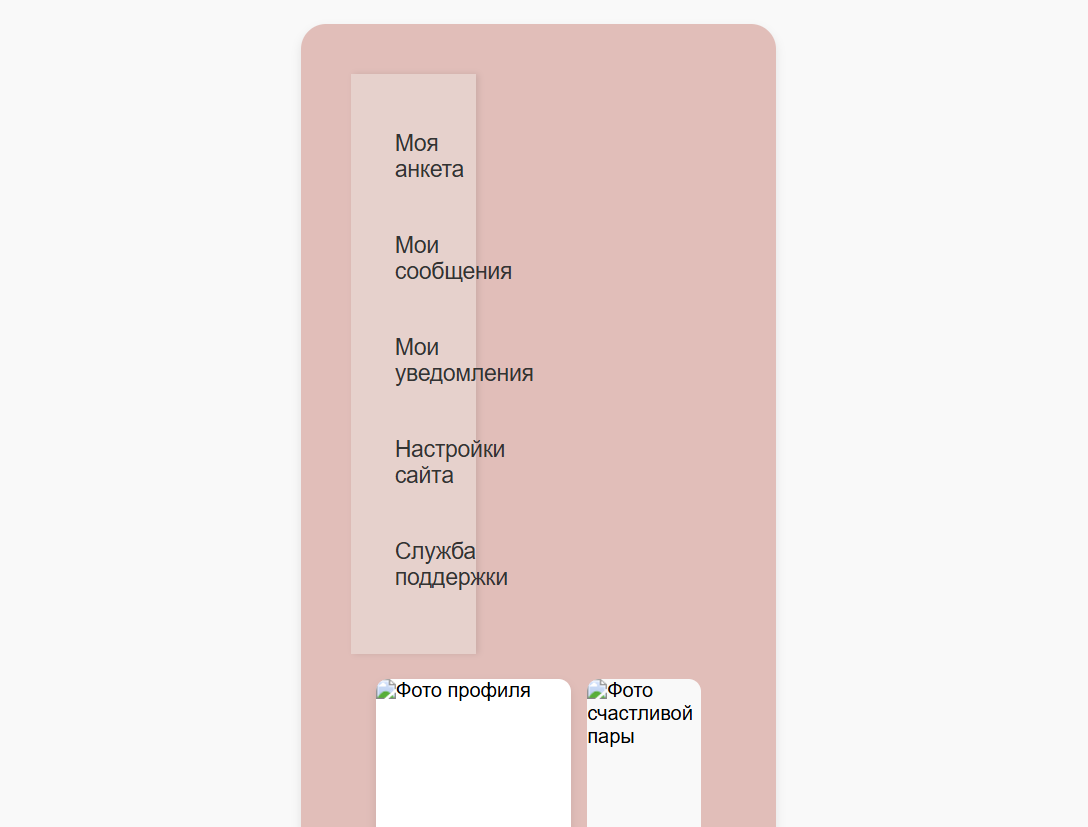 Моя
анкета
Мои
сообщения
Мои
уведомления
Настройки
сайта
Служба
поддержки
Фото профиля
Фото
счастливой
пары